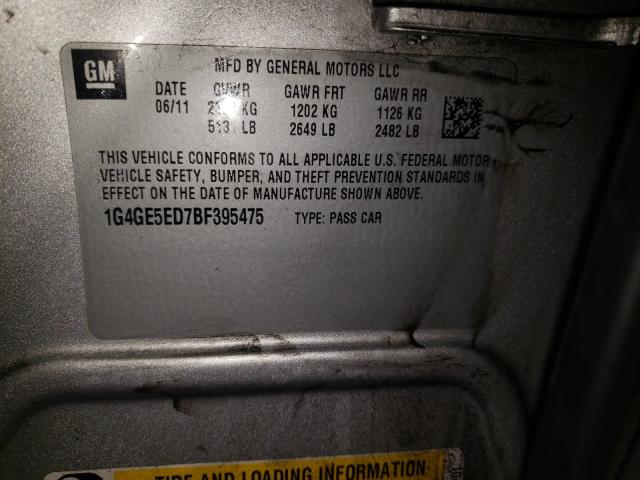 GM
MFD BY GENERAL MOTORS LLC
DATE GVWR GAWR FRT GAWR RR
06/11 KG 1202 KG 1126 KG
5131 LB 2649 LB 2482 LB
THIS VEHICLE CONFORMS TO ALL APPLICABLE U.S. FEDERAL MOTOR
VEHICLE SAFETY, BUMPER, AND THEFT PREVENTION STANDARDS IN
EFFECT ON THE DATE OF MANUFACTURE SHOWN ABOVE.
1G4GE5ED7BF395475 TYPE: PASS CAR
TIRE AND LOADING INFORMATION